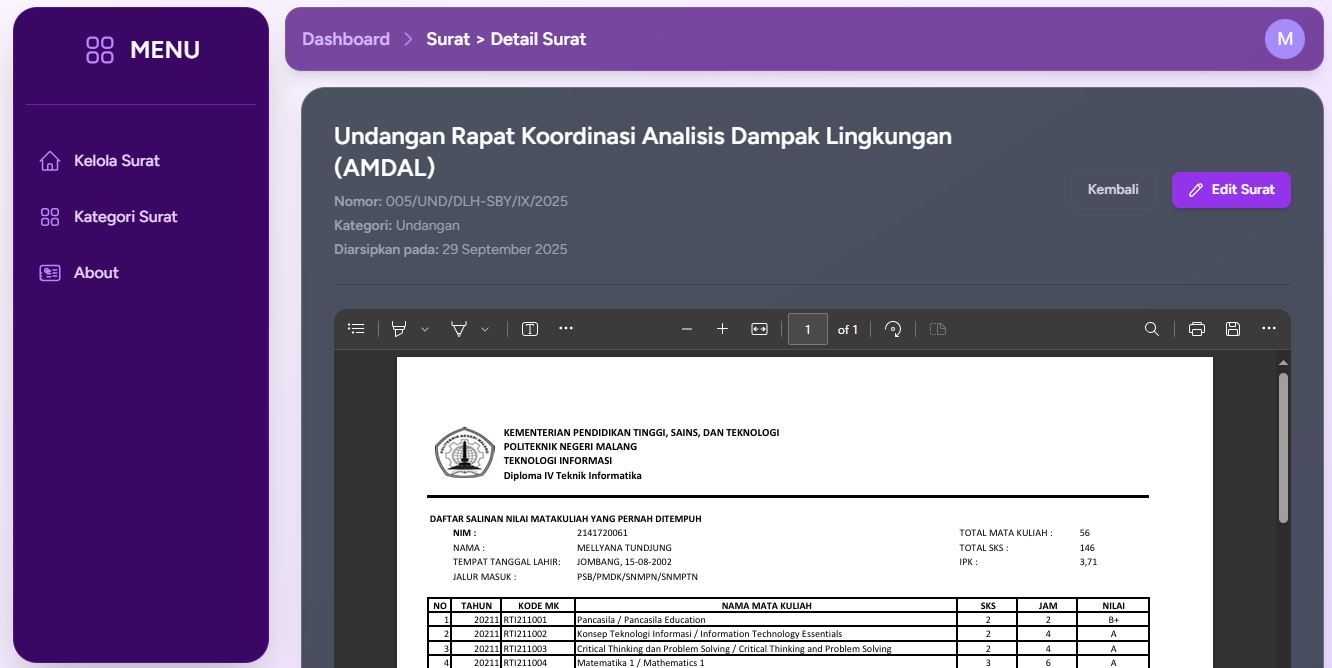 MENU
Kelola Surat
Kategori Surat
About
Dashboard > Surat > Detail Surat
M
Undangan Rapat Koordinasi Analisis Dampak Lingkungan
(AMDAL)
Nomor: 005/UND/DLH-SBY/IX/2025
Kategori: Undangan
Diarsipkan pada: 29 September 2025
Kembali
Edit Surat
1 of 1
KEMENTERIAN PENDIDIKAN TINGGI, SAINS, DAN TEKNOLOGI
POLITEKNIK NEGERI MALANG
TEKNOLOGI INFORMASI
Diploma IV Teknik Informatika
DAFTAR SALINAN NILAI MATAKULIAH YANG PERNAH DITEMPUH
NIM : 2141720061 TOTAL MATA KULIAH : 56
NAMA : MELLYANA TUNDJUNG TOTAL SKS : 146
TEMPAT TANGGAL LAHIR: JOMBANG, 15-08-2002 IPK : 3,71
JALUR MASUK : PSB/PMDK/SNMPN/SNMPTN
NO TAHUN KODE MK NAMA MATA KULIAH SKS JAM NILAI
1 20211 RTI211001 Pancasila / Pancasila Education 2 2 B+
2 20211 RTI211002 Konsep Teknologi Informasi / Information Technology Essentials 2 4 A
3 20211 RTI211003 Critical Thinking dan Problem Solving / Critical Thinking and Problem Solving 2 4 A
4 20211 RTI211004 Matematika 1 / Mathematics 1 3 6 A